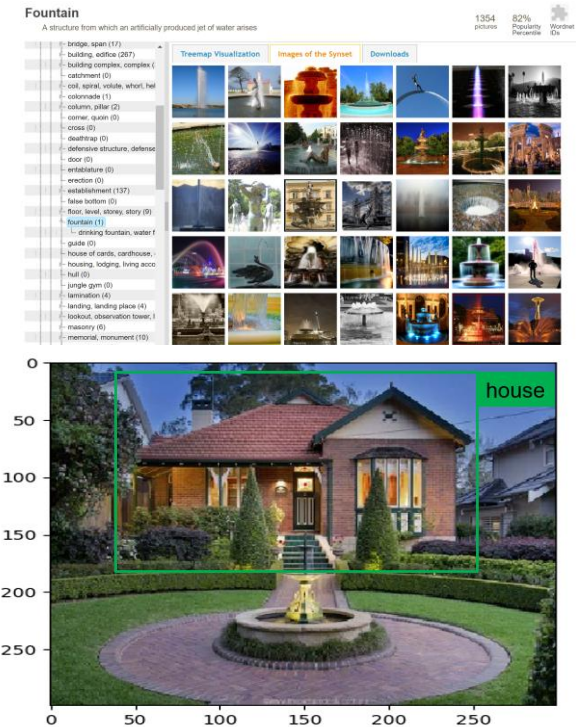 Fountain
A structure from which an artificially produced jet of water arises
1354
pictures
82%
Popularity
Percentile
Wordnet
IDs
bridge, span (17)
building, edifice (267)
building complex, complex (
catchment (0)
coil, spiral, volute, whorl, hel
colonnade (1)
column, pillar (2)
corner, quoin (0)
cross (0)
deathtrap (0)
defensive structure, defense
door (0)
entablature (0)
erection (0)
establishment (137)
false bottom (0)
floor, level, storey, story (9)
fountain (1)
drinking fountain, water f
guide (0)
house of cards, cardhouse,
housing, lodging, living acco
hull (0)
jungle gym (0)
lamination (4)
landing, landing place (4)
lookout, observation tower, l
masonry (6)
memorial, monument (10)
Treemap Visualization
Images of the Synset
Downloads
house
0
50
100
150
200
250
0
50
100
150
200
250